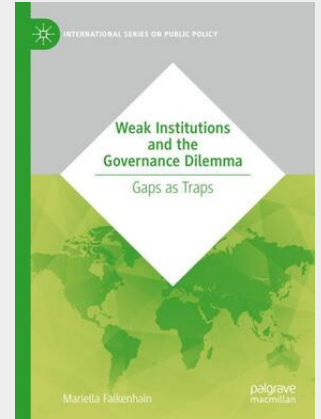 INTERNATIONAL SERIES ON PUBLIC POLICY
Weak Institutions
and the
Governance Dilemma
Gaps as Traps
Mariella Falkenhain
palgrave
macmillan